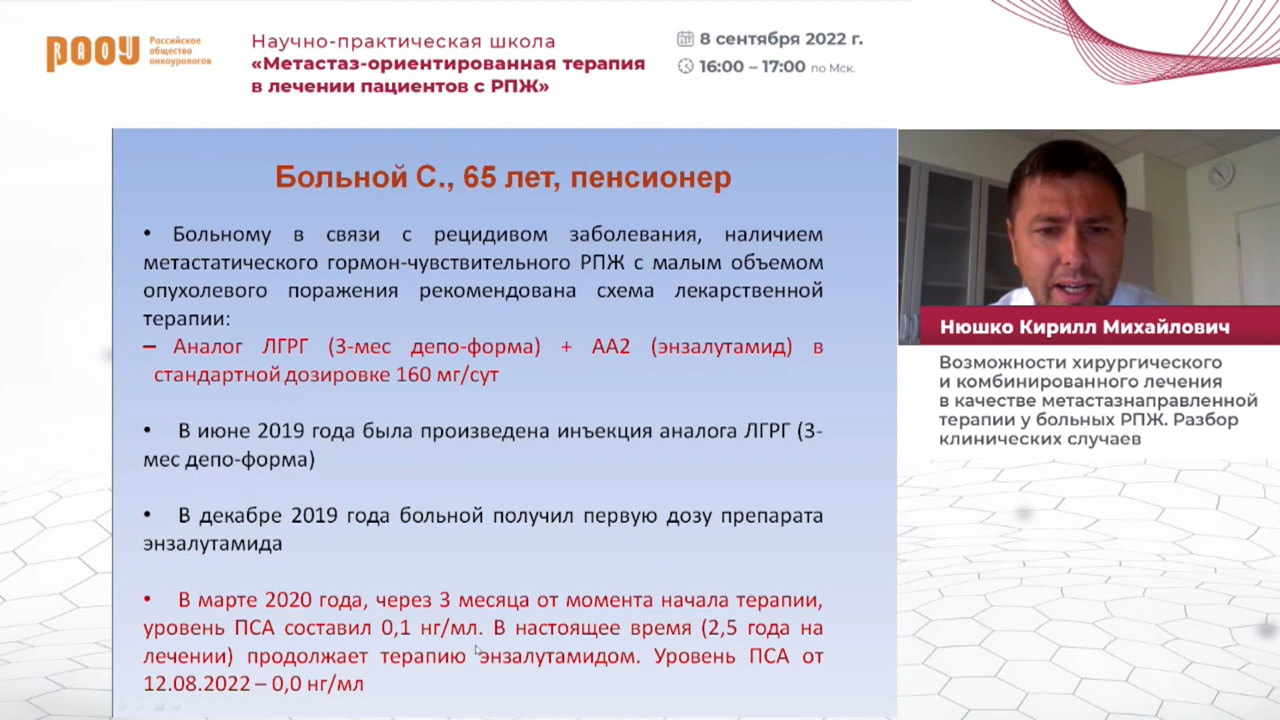 РАОУ
Российское
общество
онкоурологов
Научно-практическая школа
«Метастаз-ориентированная терапия
в лечении пациентов с РПЖ»
8 сентября 2022 г.
16:00 – 17:00 по Мск.
Больной С., 65 лет, пенсионер
• Больному в связи с рецидивом заболевания, наличием
метастатического гормон-чувствительного РПЖ с малым объемом
опухолевого поражения рекомендована схема лекарственной
терапии:
– Аналог ЛГРГ (3-мес депо-форма) + АА2 (энзалутамид) в
стандартной дозировке 160 мг/сут
• В июне 2019 года была произведена инъекция аналога ЛГРГ (3-
мес депо-форма)
• В декабре 2019 года больной получил первую дозу препарата
энзалутамида
• В марте 2020 года, через 3 месяца от момента начала терапии,
уровень ПСА составил 0,1 нг/мл. В настоящее время (2,5 года на
лечении) продолжает терапию энзалутамидом. Уровень ПСА от
12.08.2022 – 0,0 нг/мл
Нюшко Кирилл Михайлович
Возможности хирургического
и комбинированного лечения
в качестве метастазнаправленной
терапии у больных РПЖ. Разбор
клинических случаев